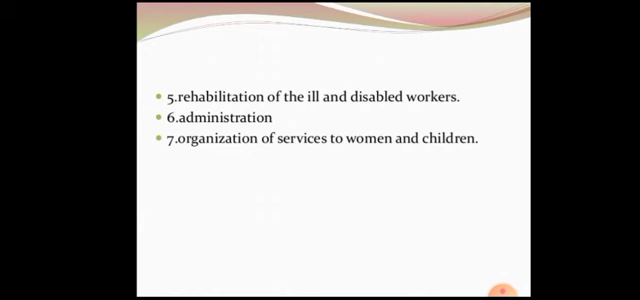 5.rehabilitation of the ill and disabled workers.
6.administration
7.organization of services to women and children.